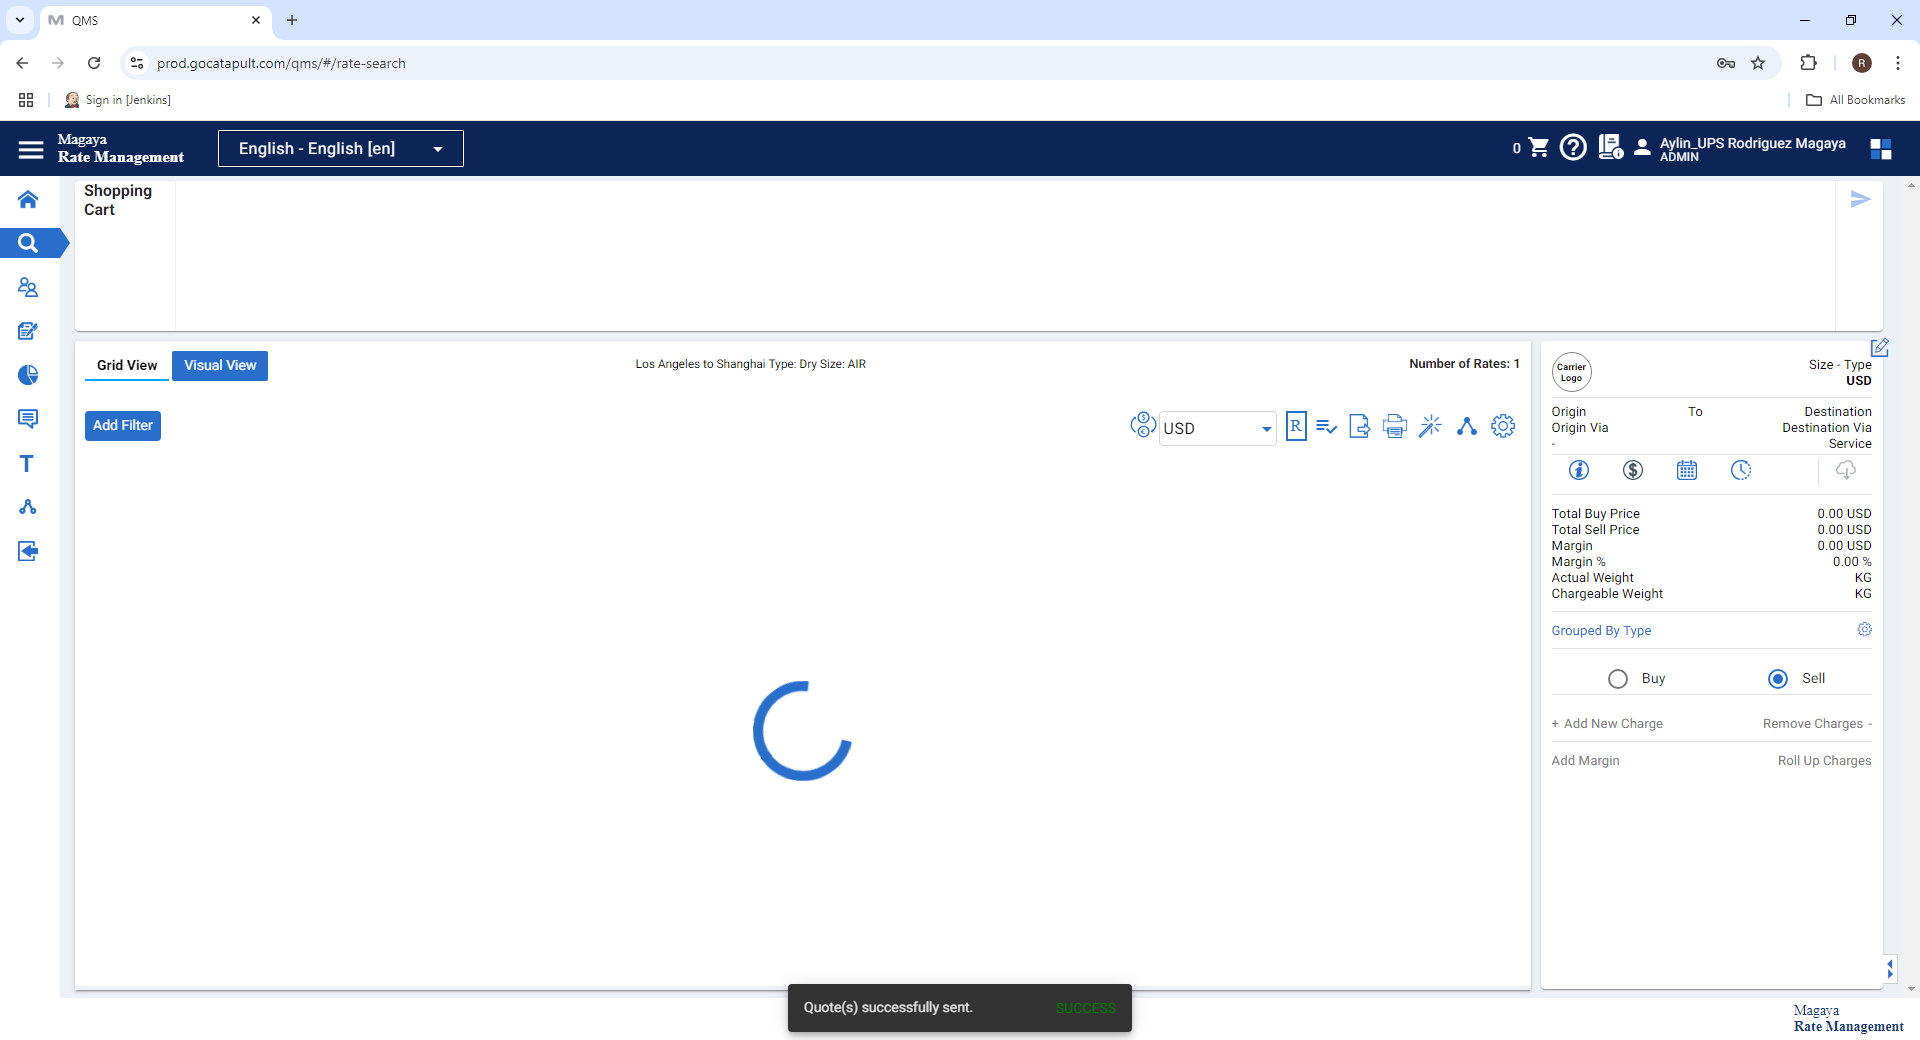 QMS
prod.gocatapult.com/qms/#/rate-search
R
Sign in [Jenkins]
All Bookmarks
Magaya
Rate Management
English - English [en]
0
Aylin_UPS Rodriguez Magaya
ADMIN
Shopping
Cart
Grid View
Visual View
Los Angeles to Shanghai Type: Dry Size: AIR
Number of Rates: 1
Add Filter
USD
R
Carrier
Logo
Size - Type
USD
Origin To Destination
Origin Via Destination Via
- Service
Total Buy Price 0.00 USD
Total Sell Price 0.00 USD
Margin 0.00 USD
Margin % 0.00 %
Actual Weight KG
Chargeable Weight KG
Grouped By Type
Buy Sell
+ Add New Charge Remove Charges -
Add Margin Roll Up Charges
Quote(s) successfully sent. SUCCESS
Magaya
Rate Management